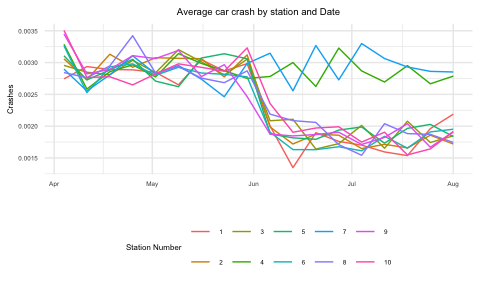 Average car crash by station and Date
Crashes
0.0035
0.0030
0.0025
0.0020
0.0015
Apr May Jun Jul Aug
Station Number
1 3 5 7 9
2 4 6 8 10